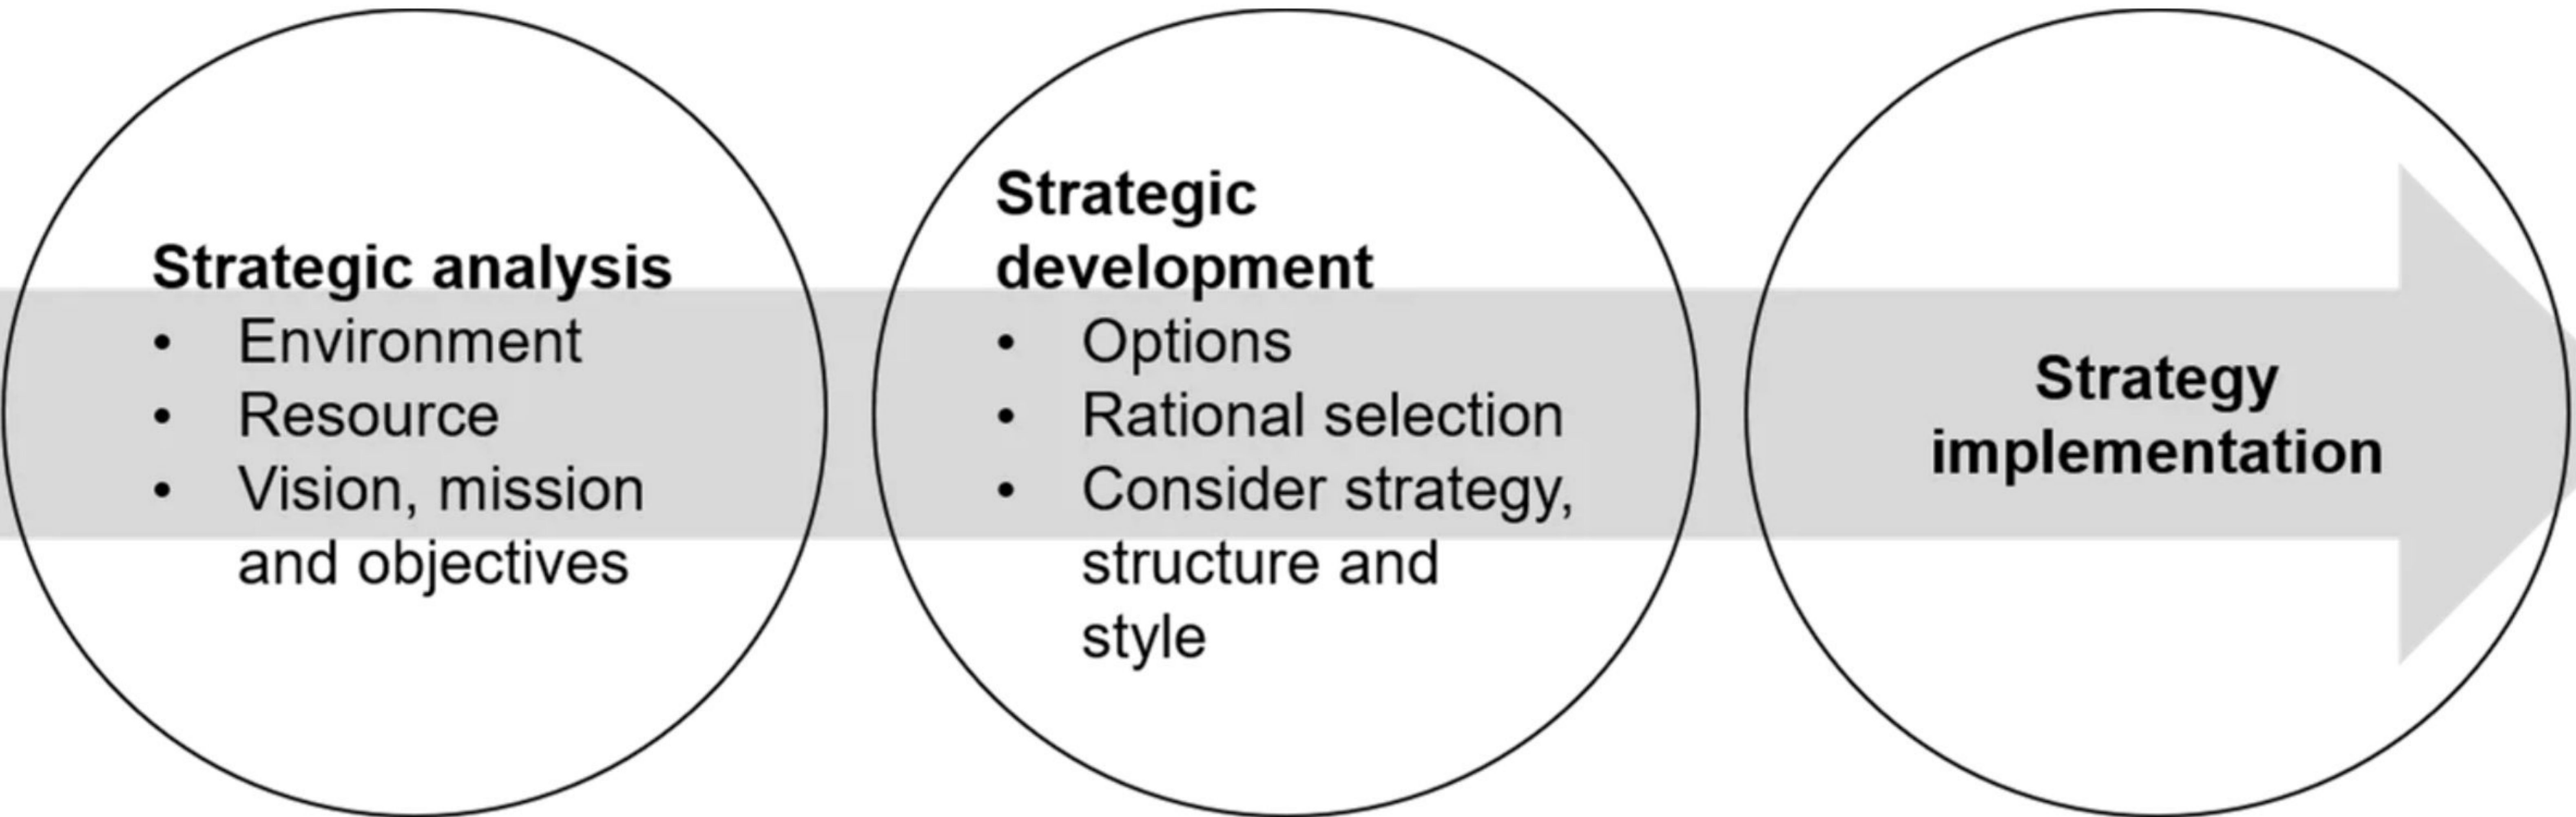 Strategic analysis
• Environment
• Resource
• Vision, mission
and objectives
Strategic
development
• Options
• Rational selection
• Consider strategy,
structure and
style
Strategy
implementation